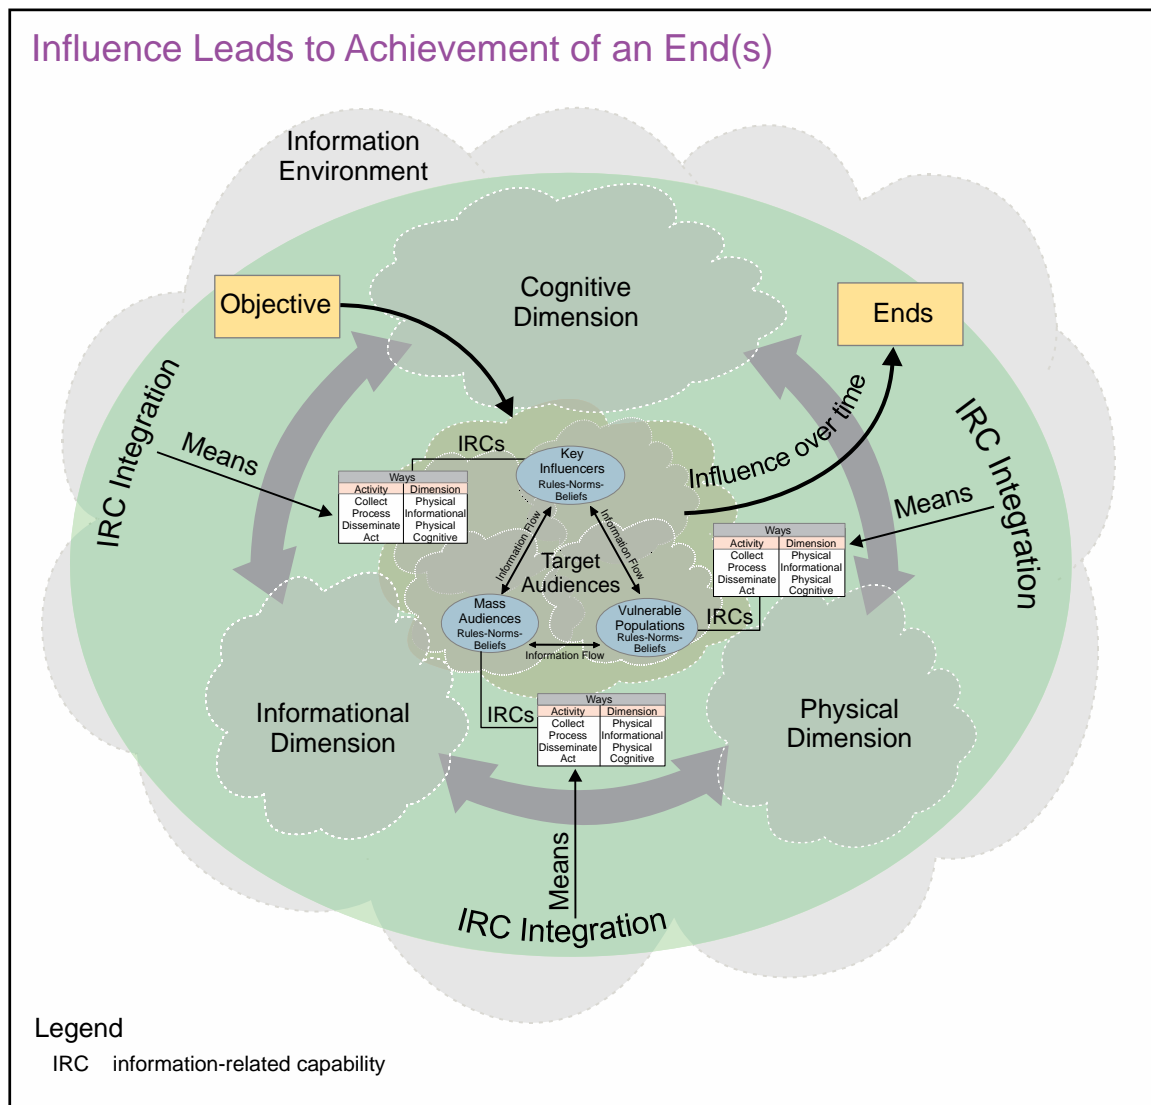 Influence Leads to Achievement of an End(s)
Information
Environment
Cognitive
Dimension
Objective
Ends
IRC Integration
Means
IRCs
Ways
Activity Dimension
Collect Physical
Process Informational
Disseminate Physical
Act Cognitive
Key
Influencers
Rules-Norms-
Beliefs
Influence over time
IRC Integration
Means
Ways
Activity Dimension
Collect Physical
Process Informational
Disseminate Physical
Act Cognitive
IRCs
Information Flow
Information Flow
Target
Audiences
Mass
Audiences
Rules-Norms-
Beliefs
Vulnerable
Populations
Rules-Norms-
Beliefs
Information Flow
Informational
Dimension
Physical
Dimension
IRCs
Ways
Activity Dimension
Collect Physical
Process Informational
Disseminate Physical
Act Cognitive
Means
IRC Integration
Legend
IRC information-related capability